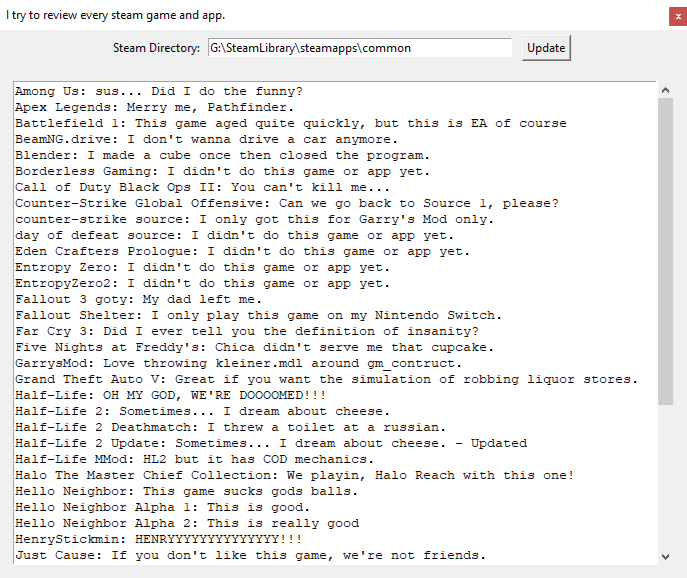 I try to review every steam game and app.
x
Steam Directory: G:\SteamLibrary\steamapps\common Update
Among Us: sus... Did I do the funny?
Apex Legends: Merry me, Pathfinder.
Battlefield 1: This game aged quite quickly, but this is EA of course
BeamNG.drive: I don't wanna drive a car anymore.
Blender: I made a cube once then closed the program.
Borderless Gaming: I didn't do this game or app yet.
Call of Duty Black Ops II: You can't kill me...
Counter-Strike Global Offensive: Can we go back to Source 1, please?
counter-strike source: I only got this for Garry's Mod only.
day of defeat source: I didn't do this game or app yet.
Eden Crafters Prologue: I didn't do this game or app yet.
Entropy Zero: I didn't do this game or app yet.
EntropyZero2: I didn't do this game or app yet.
Fallout 3 goty: My dad left me.
Fallout Shelter: I only play this game on my Nintendo Switch.
Far Cry 3: Did I ever tell you the definition of insanity?
Five Nights at Freddy's: Chica didn't serve me that cupcake.
GarrysMod: Love throwing kleiner.mdl around gm_contruct.
Grand Theft Auto V: Great if you want the simulation of robbing liquor stores.
Half-Life: OH MY GOD, WE'RE DOOOOMED!!!
Half-Life 2: Sometimes... I dream about cheese.
Half-Life 2 Deathmatch: I threw a toilet at a russian.
Half-Life 2 Update: Sometimes... I dream about cheese. - Updated
Half-Life MMod: HL2 but it has COD mechanics.
Halo The Master Chief Collection: We playin, Halo Reach with this one!
Hello Neighbor: This game sucks gods balls.
Hello Neighbor Alpha 1: This is good.
Hello Neighbor Alpha 2: This is really good
HenryStickmin: HENRYYYYYYYYYYYYYY!!!
Just Cause: If you don't like this game, we're not friends.